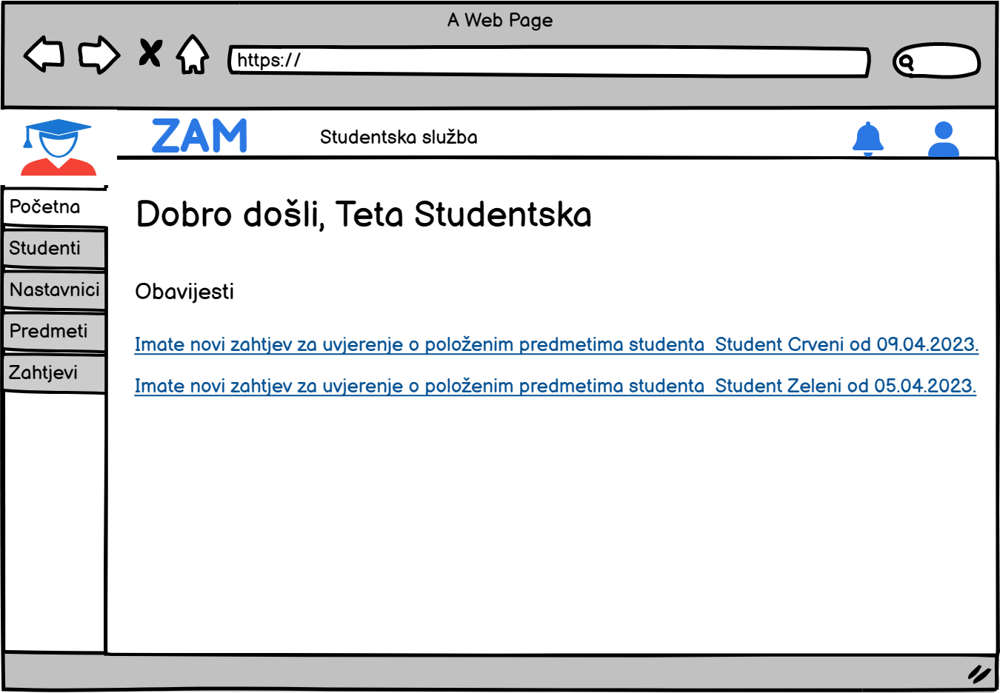 A Web Page
https://
ZAM
Studentska služba
Početna
Studenti
Nastavnici
Predmeti
Zahtjevi
Dobro došli, Teta Studentska
Obavijesti
Imate novi zahtjev za uvjerenje o položenim predmetima studenta  Student Crveni od 09.04.2023.
Imate novi zahtjev za uvjerenje o položenim predmetima studenta  Student Zeleni od 05.04.2023.